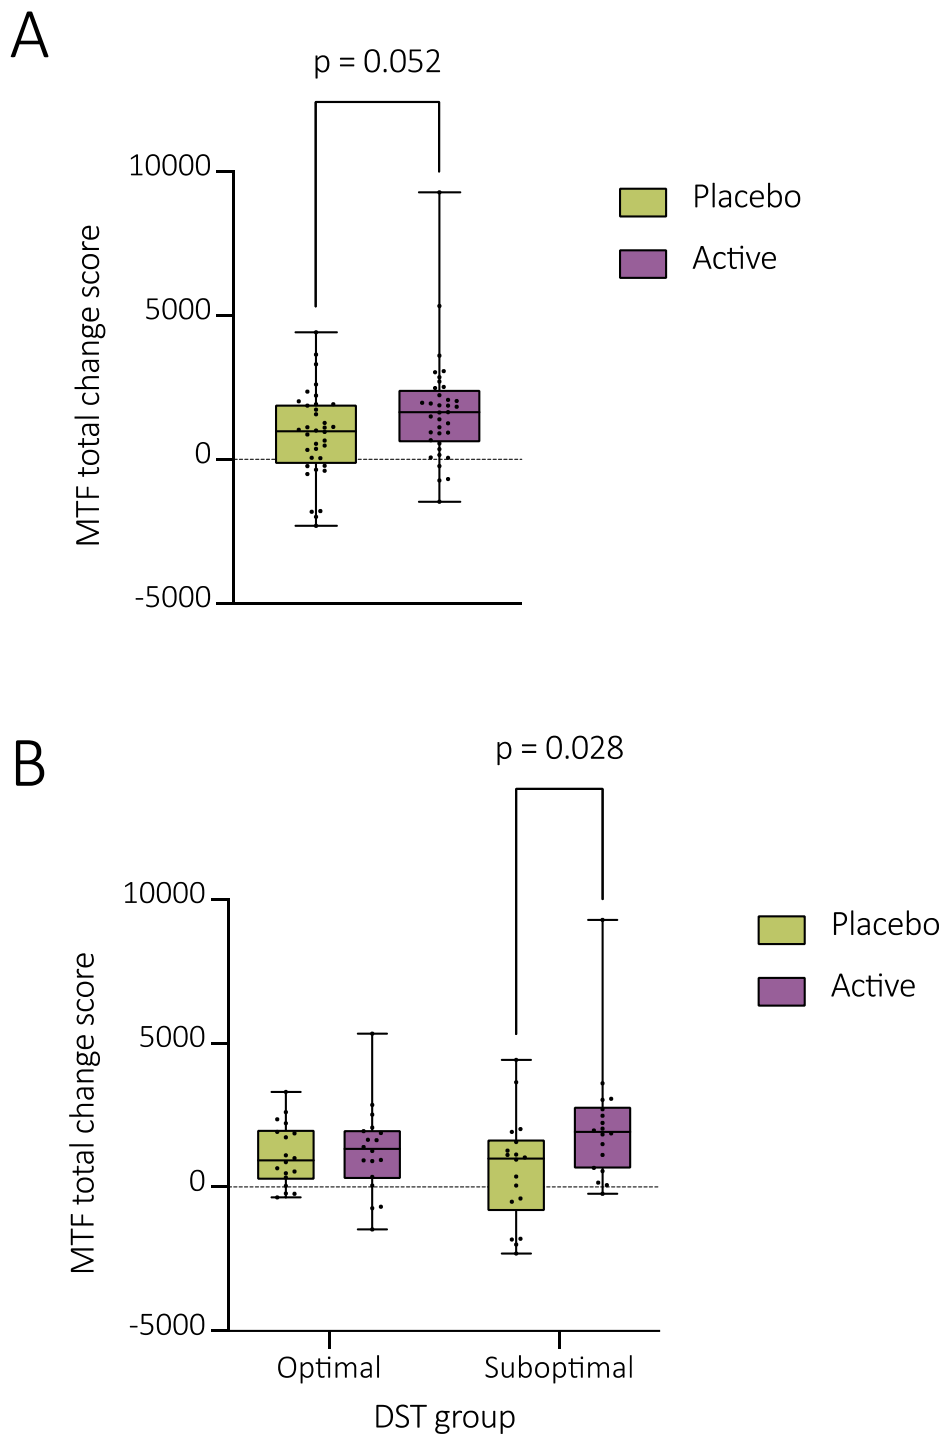 A
p = 0.052
10000
5000
0
-5000
MTF total change score
Placebo
Active
B
p = 0.028
10000
5000
0
-5000
MTF total change score
Placebo
Active
Optimal
Suboptimal
DST group